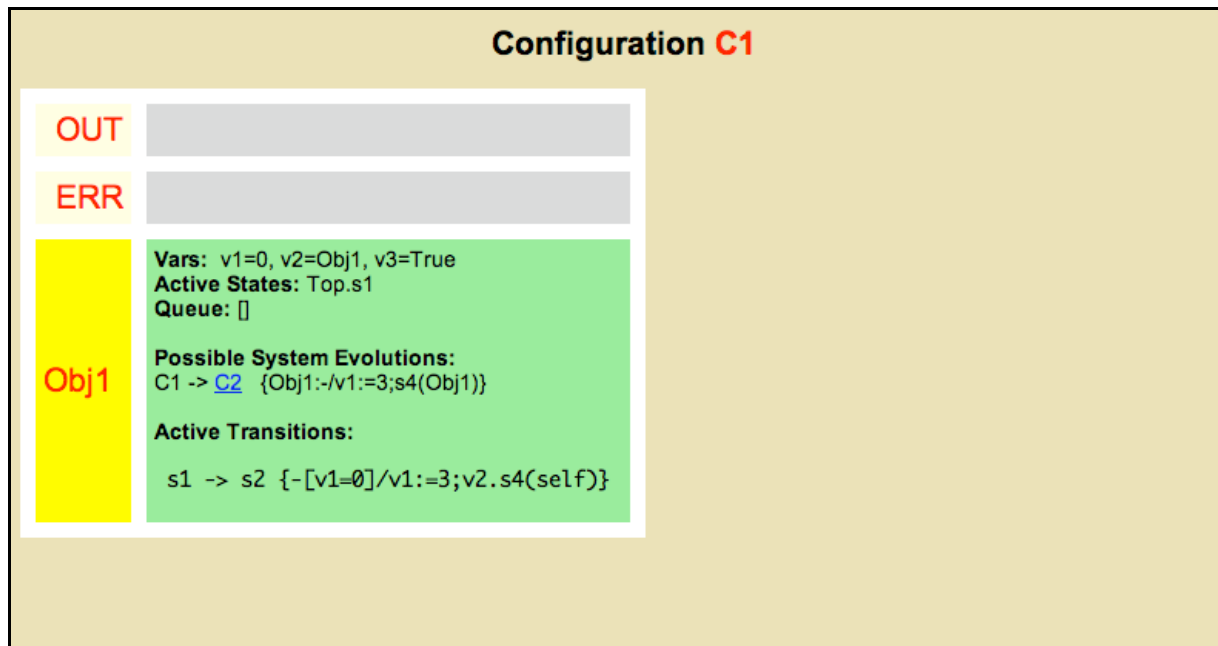 Configuration C1
OUT
ERR
Obj1
Vars: v1=0, v2=Obj1, v3=True
Active States: Top.s1
Queue: []
Possible System Evolutions:
C1 -> C2 {Obj1:-/v1:=3;s4(Obj1)}
Active Transitions:
s1 -> s2 {-[v1=0]/v1:=3;v2.s4(self)}